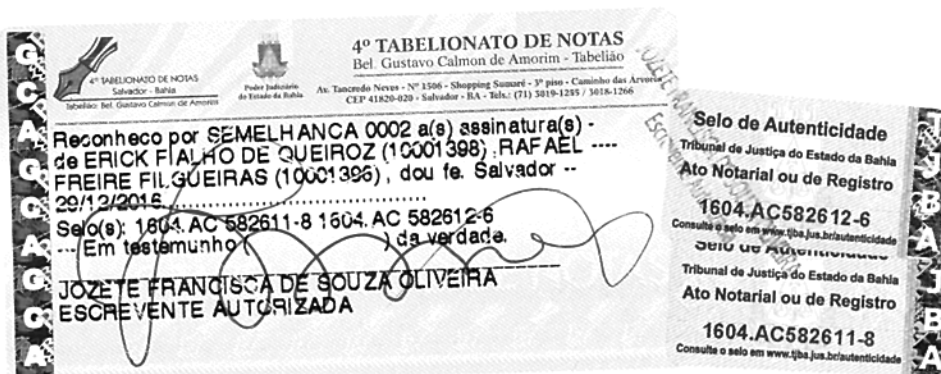 4º TABELIONATO DE NOTAS
Salvador - Bahia
Tabelião: Bel. Gustavo Calmon de Amorim
Poder Judiciário
do Estado da Bahia
4º TABELIONATO DE NOTAS
Bel. Gustavo Calmon de Amorim - Tabelião
Av. Tancredo Neves - Nº 1506 - Shopping Sumaré - 3º piso - Caminho das Árvores
CEP 41820-020 - Salvador - BA - Tels.: (71) 3019-1255 / 3018-1266
Reconheco por SEMELHANCA 0002 a(s) assinatura(s) -
de ERICK FIALHO DE QUEIROZ (10001398) ,RAFAEL ----
FREIRE FILGUEIRAS (10001396) , dou fe. Salvador --
29/12/2016......................................
Selo(s): 1604. AC 582611-8 1604. AC 582612-6
--- Em testemunho ( ) da verdade.
JOZETE FRANCISCA DE SOUZA OLIVEIRA
ESCREVENTE AUTORIZADA
Selo de Autenticidade
Tribunal de Justiça do Estado da Bahia
Ato Notarial ou de Registro
1604.AC582612-6
Consulte o selo em www.tjba.jus.br/autenticidade
Selo de Autenticidade
Tribunal de Justiça do Estado da Bahia
Ato Notarial ou de Registro
1604.AC582611-8
Consulte o selo em www.tjba.jus.br/autenticidade